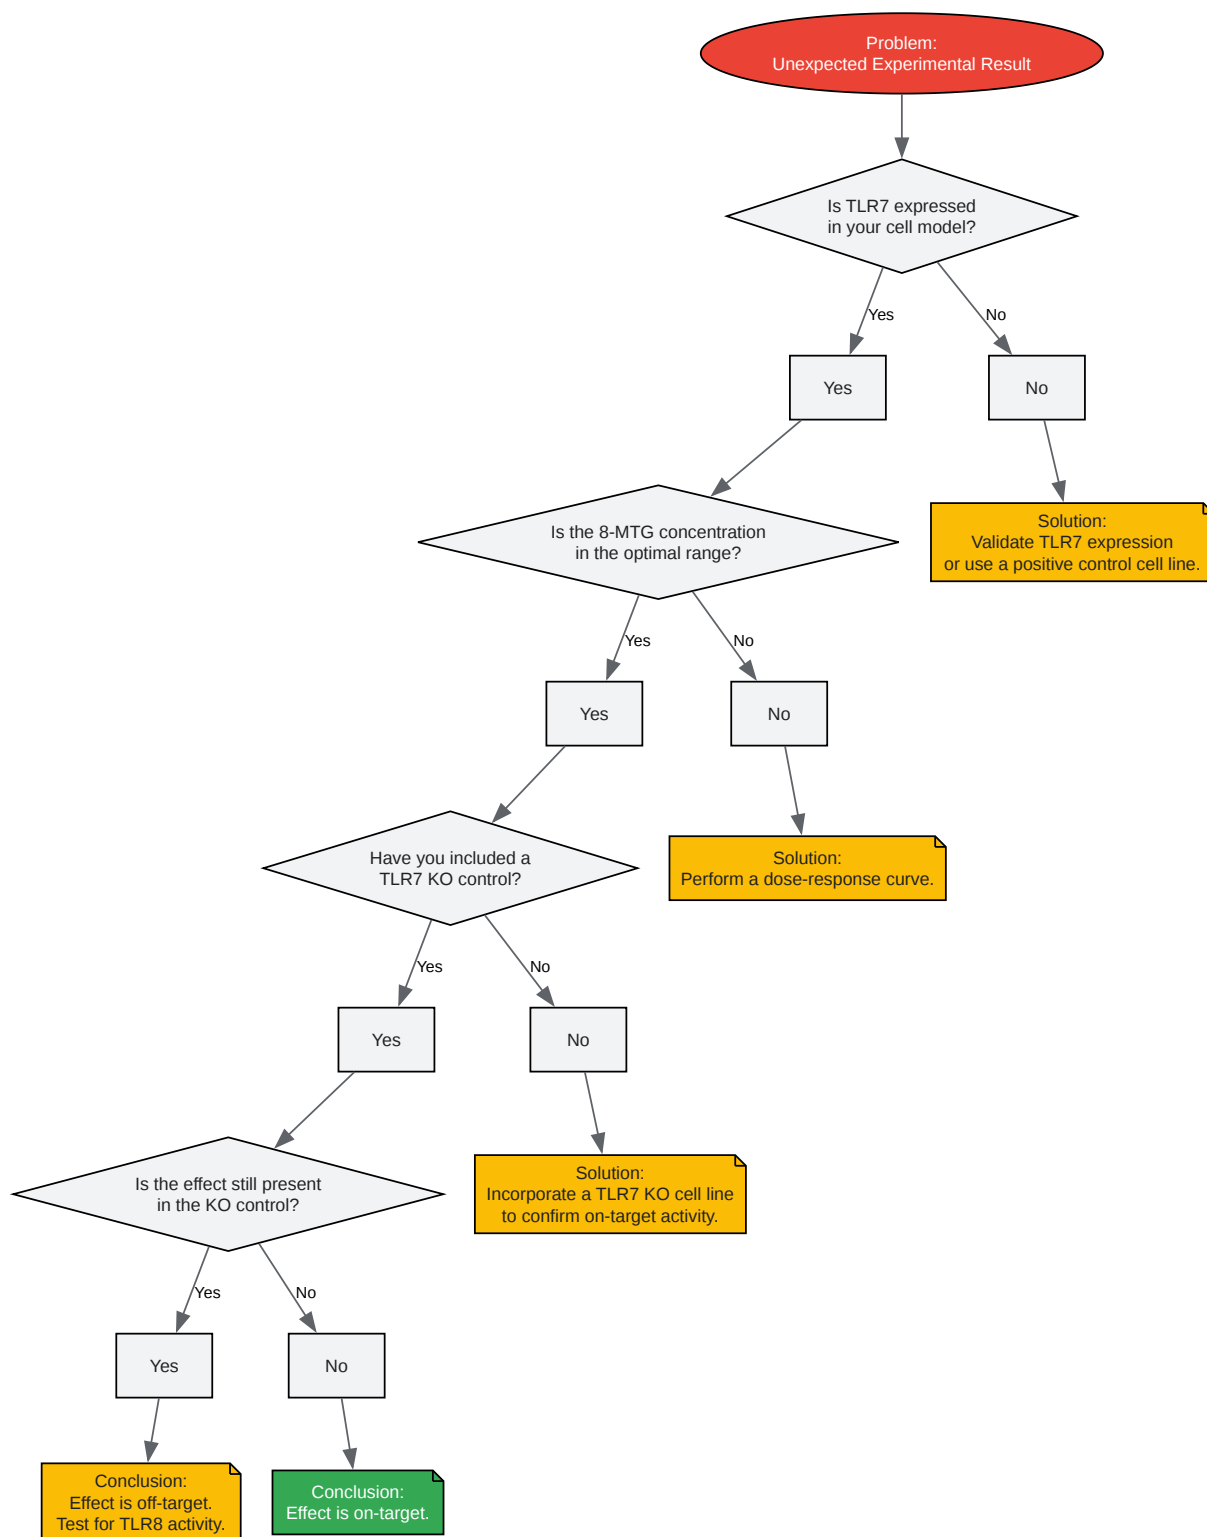 Problem:
Unexpected Experimental Result
Is TLR7 expressed
in your cell model?
Yes
No
Yes
No
Is the 8-MTG concentration
in the optimal range?
Solution:
Validate TLR7 expression
or use a positive control cell line.
Yes
No
Yes
No
Have you included a
TLR7 KO control?
Solution:
Perform a dose-response curve.
Yes
No
Yes
No
Is the effect still present
in the KO control?
Solution:
Incorporate a TLR7 KO cell line
to confirm on-target activity.
Yes
No
Yes
No
Conclusion:
Effect is off-target.
Test for TLR8 activity.
Conclusion:
Effect is on-target.